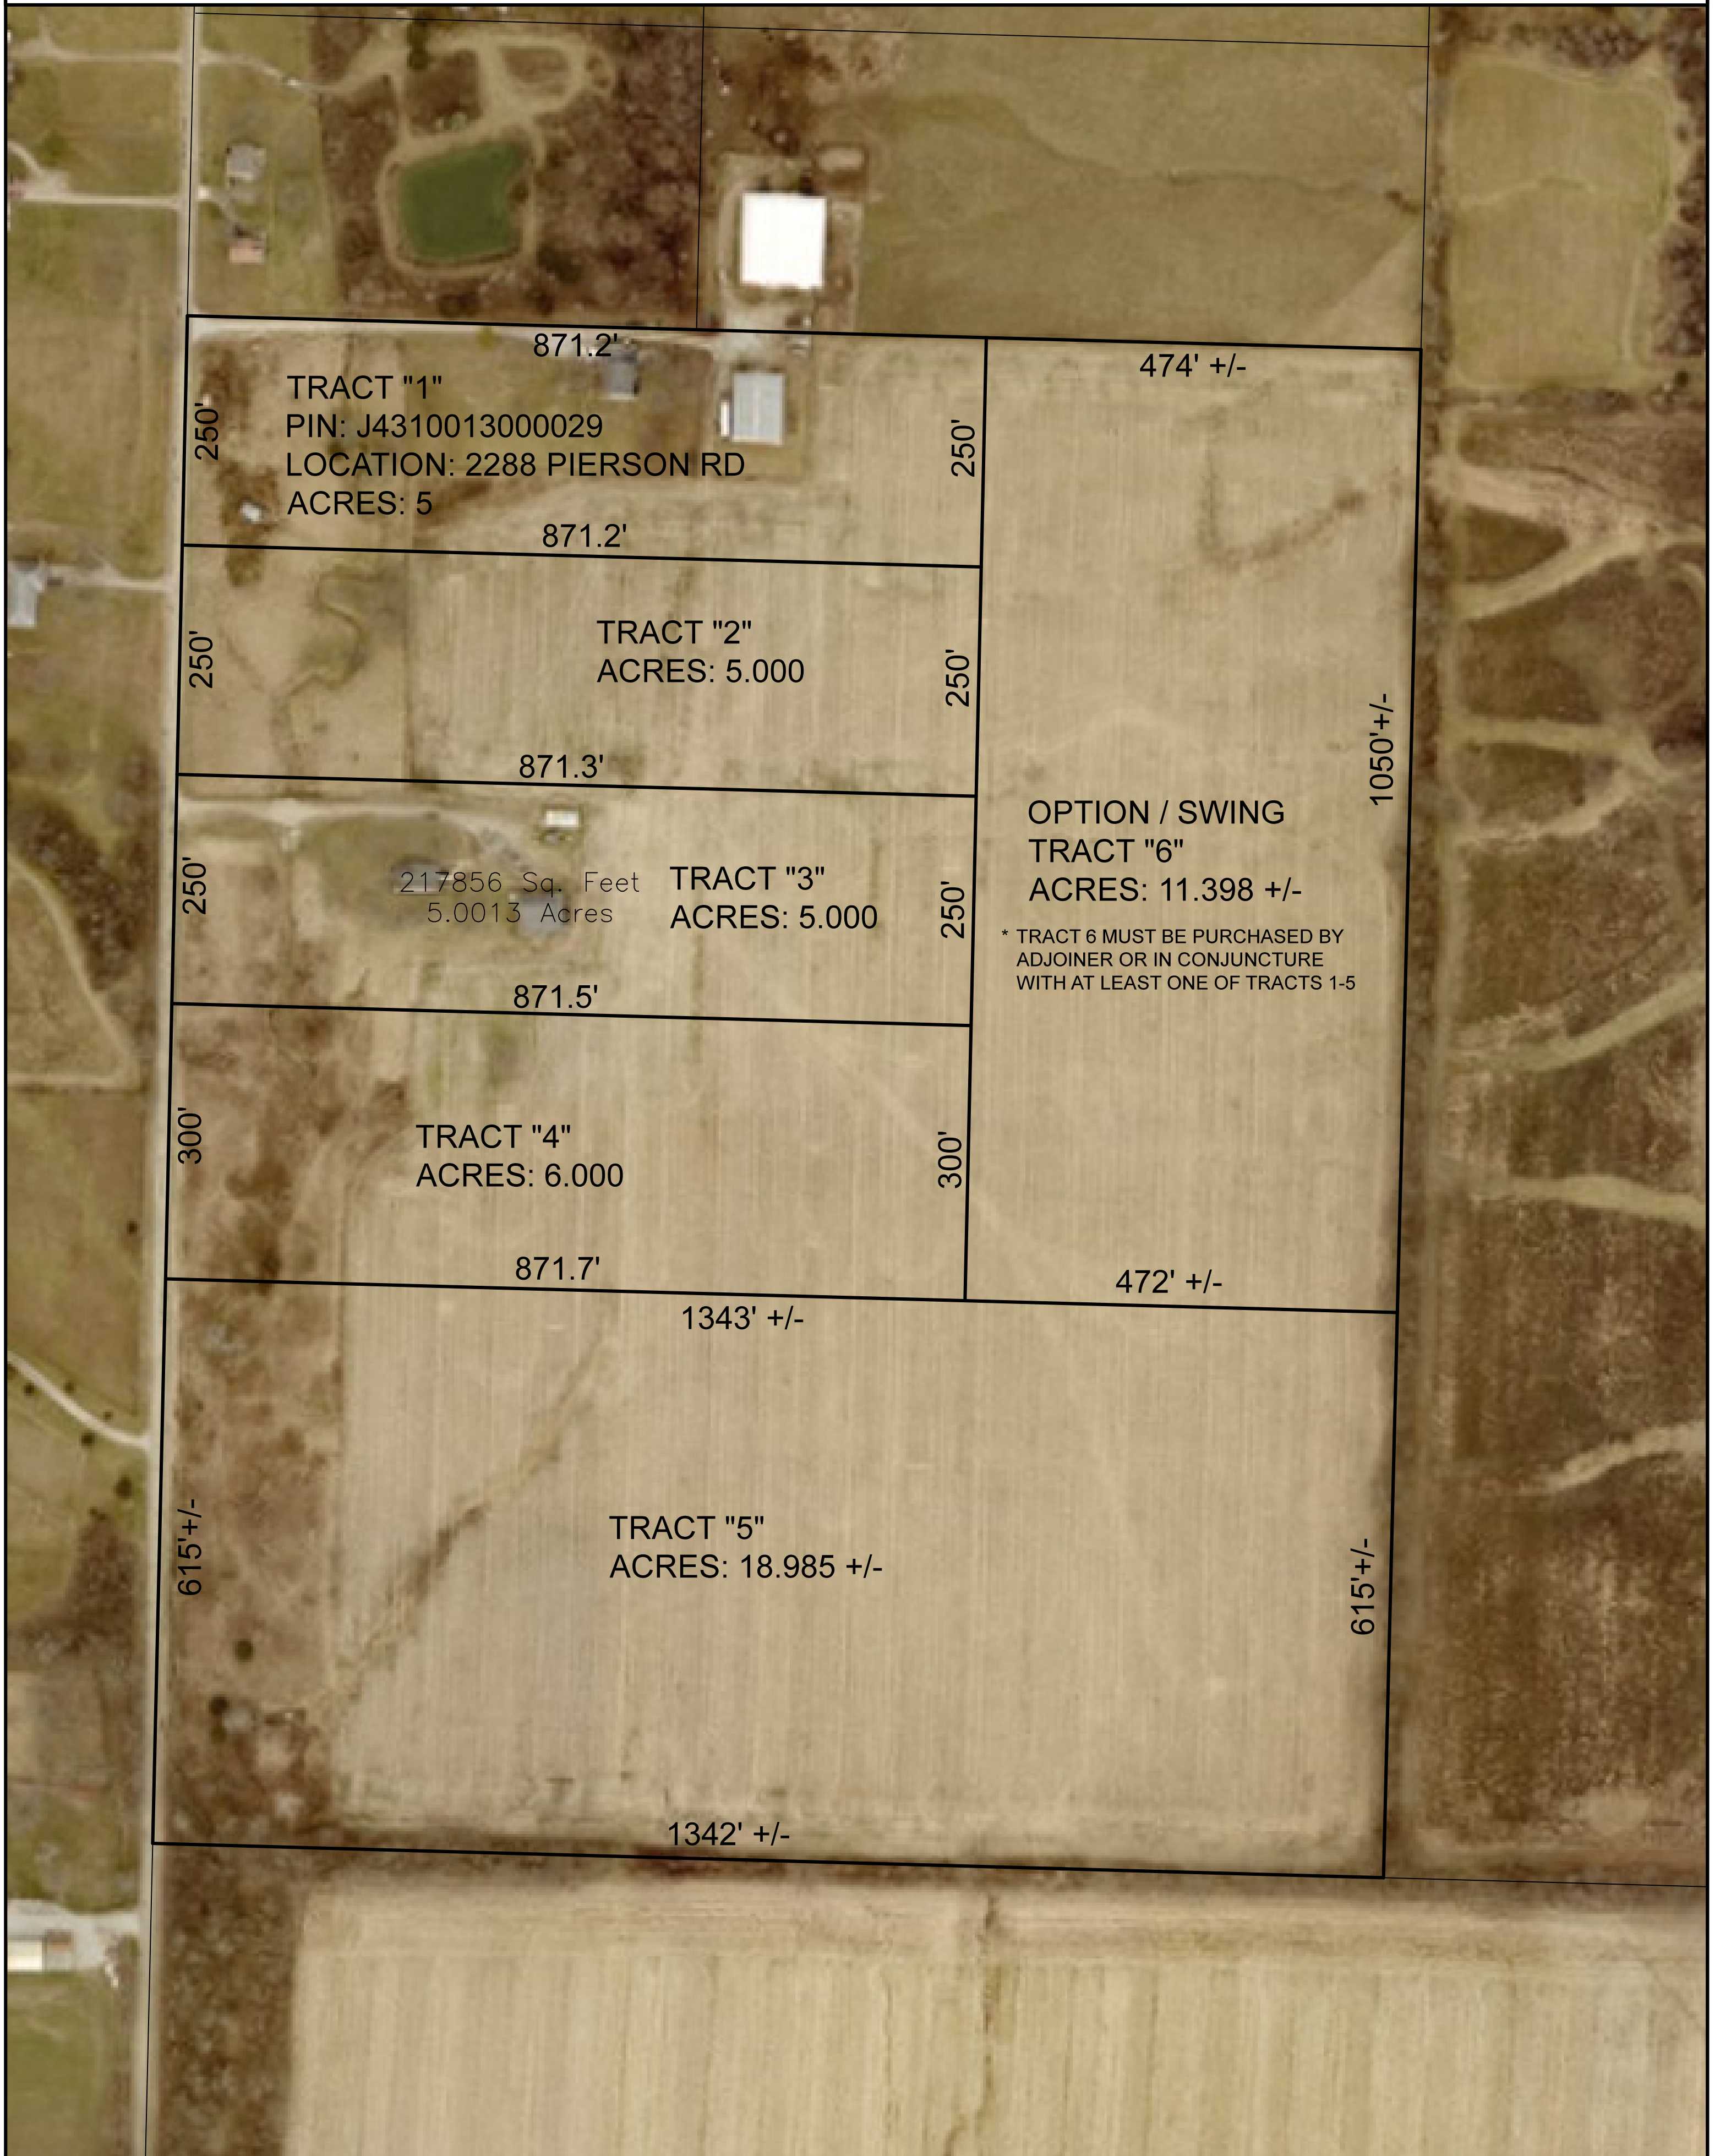 871.2'
474' +/-
TRACT "1"
PIN: J4310013000029
LOCATION: 2288 PIERSON RD
ACRES: 5
250'
250'
871.2'
TRACT "2"
ACRES: 5.000
250'
250'
871.3'
1050'+/-
OPTION / SWING
TRACT "6"
ACRES: 11.398 +/-
* TRACT 6 MUST BE PURCHASED BY
ADJOINER OR IN CONJUNCTURE
WITH AT LEAST ONE OF TRACTS 1-5
217856 Sq. Feet
5.0013 Acres
TRACT "3"
ACRES: 5.000
250'
250'
871.5'
TRACT "4"
ACRES: 6.000
300'
300'
871.7'
472' +/-
1343' +/-
TRACT "5"
ACRES: 18.985 +/-
615'+/-
615'+/-
1342' +/-